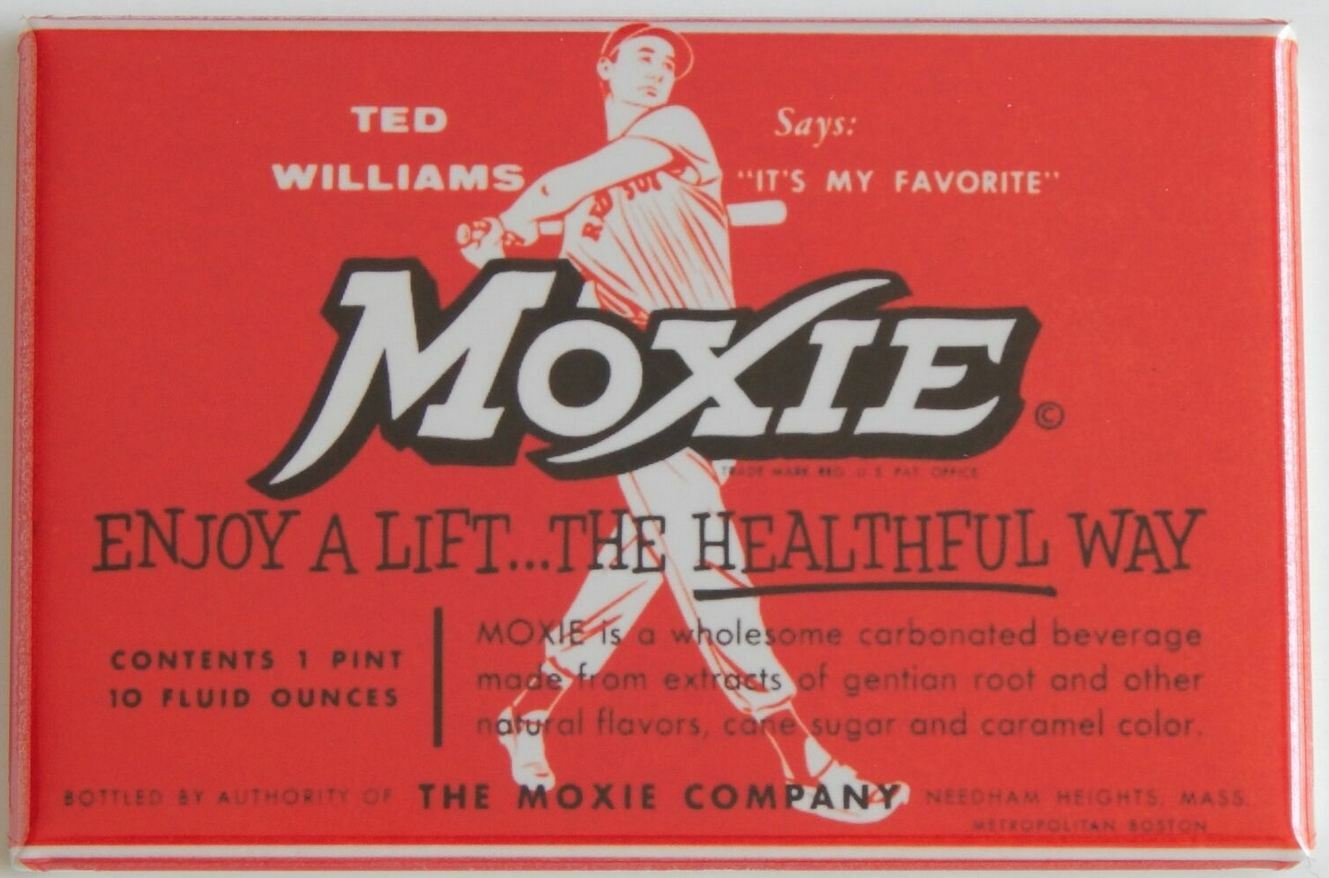 TED
WILLIAMS
Says:
"IT'S MY FAVORITE"
RED SOX
MOXIE ©
TRADE MARK REG. U.S. PAT. OFFICE
ENJOY A LIFT...THE HEALTHFUL WAY
CONTENTS 1 PINT
10 FLUID OUNCES
MOXIE is a wholesome carbonated beverage
made from extracts of gentian root and other
natural flavors, cane sugar and caramel color.
BOTTLED BY AUTHORITY OF THE MOXIE COMPANY NEEDHAM HEIGHTS, MASS.
METROPOLITAN BOSTON